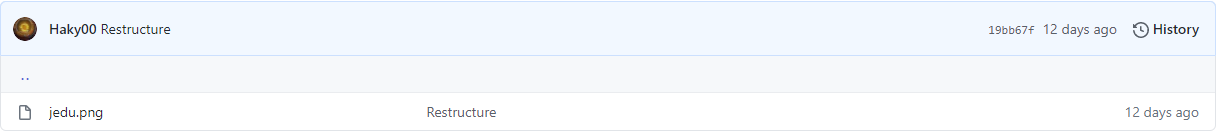 Haky00 Restructure 19bb67f 12 days ago History
..
jedu.png Restructure 12 days ago